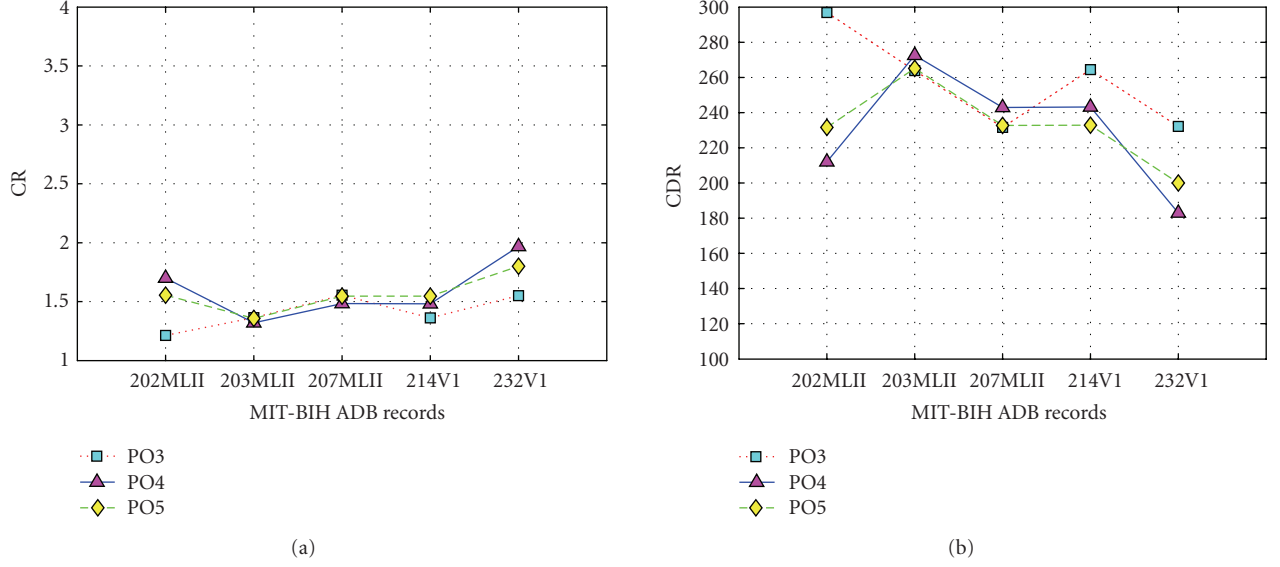 4
3.5
3
2.5
2
1.5
1
CR
202MLII 203MLII 207MLII 214V1 232V1
MIT-BIH ADB records
PO3
PO4
PO5
(a)
300
280
260
240
220
200
180
160
140
120
100
CDR
202MLII 203MLII 207MLII 214V1 232V1
MIT-BIH ADB records
PO3
PO4
PO5
(b)